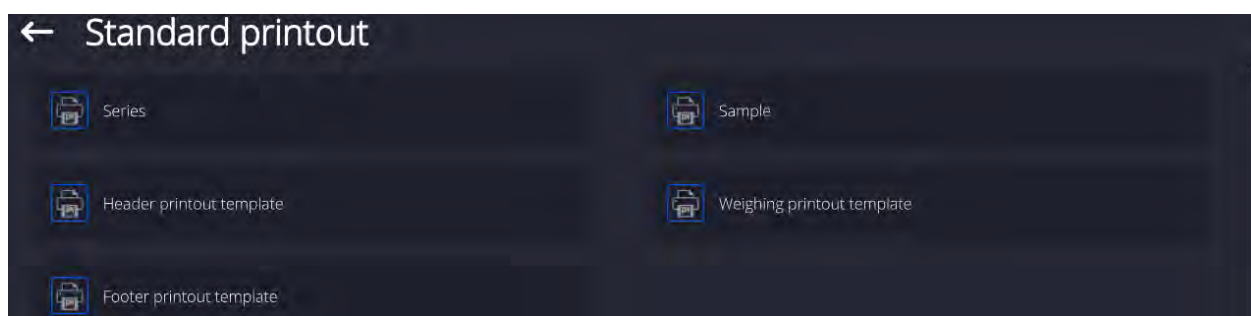 Standard printout
Series
Sample
Header printout template
Weighing printout template
Footer printout template